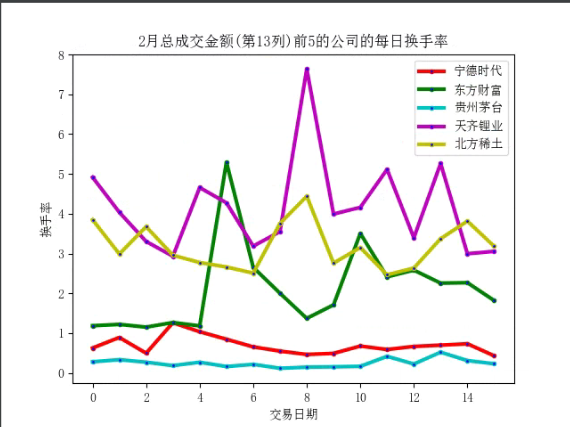 2月总成交金额(第13列)前5的公司的每日换手率
宁德时代
东方财富
贵州茅台
天齐锂业
北方稀土
换手率
8
7
6
5
4
3
2
1
0
0 2 4 6 8 10 12 14
交易日期